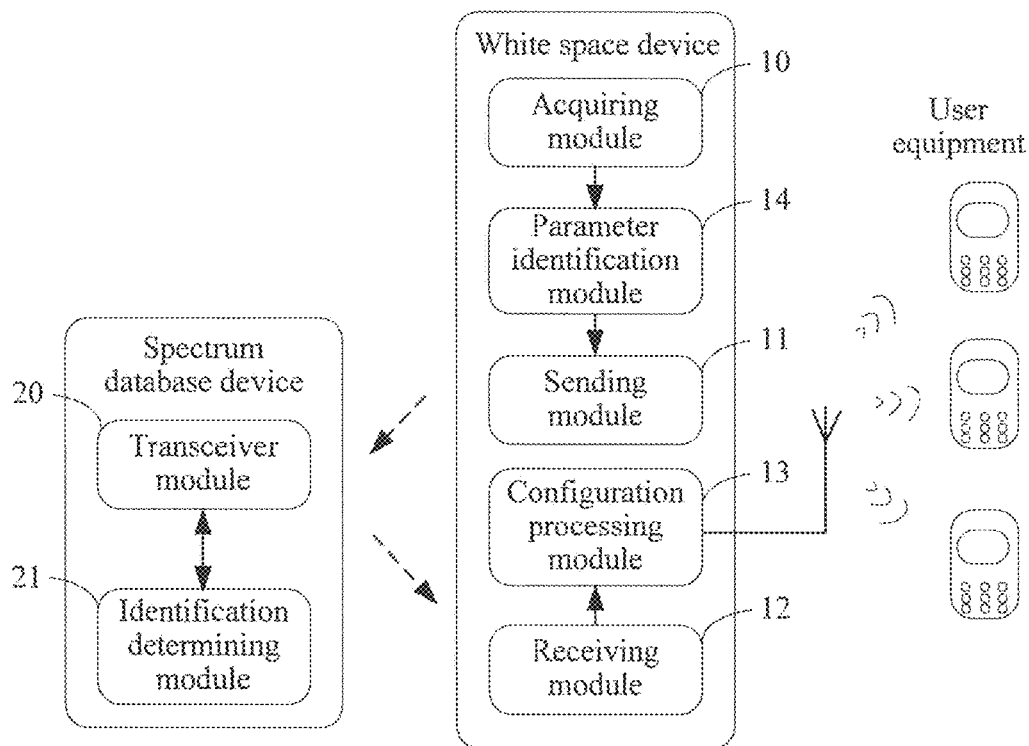 White space device
10
Acquiring
module
14
Parameter
identification
module
11
Sending
module
13
Configuration
processing
module
12
Receiving
module
User
equipment
Spectrum
database device
20
Transceiver
module
21
Identification
determining
module